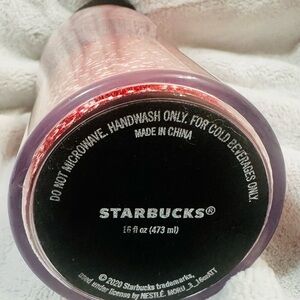 DO NOT MICROWAVE. HANDWASH ONLY. FOR COLD BEVERAGES ONLY.
MADE IN CHINA
STARBUCKS®
16 fl oz (473 ml)
© 2020 Starbucks trademarks,
used under license by NESTLÉ. MORU_3_16ozATT